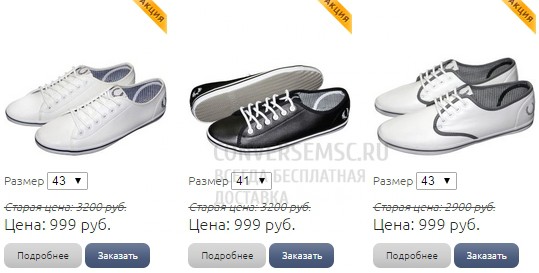 АКЦИЯ АКЦИЯ АКЦИЯ
CONVERSEMSC.RU
ВСЕГДА БЕСПЛАТНАЯ
ДОСТАВКА
Размер 43 Размер 41 Размер 43
Старая цена: 3200 руб. Старая цена: 3200 руб. Старая цена: 2900 руб.
Цена: 999 руб. Цена: 999 руб. Цена: 999 руб.
Подробнее Заказать Подробнее Заказать Подробнее Заказать